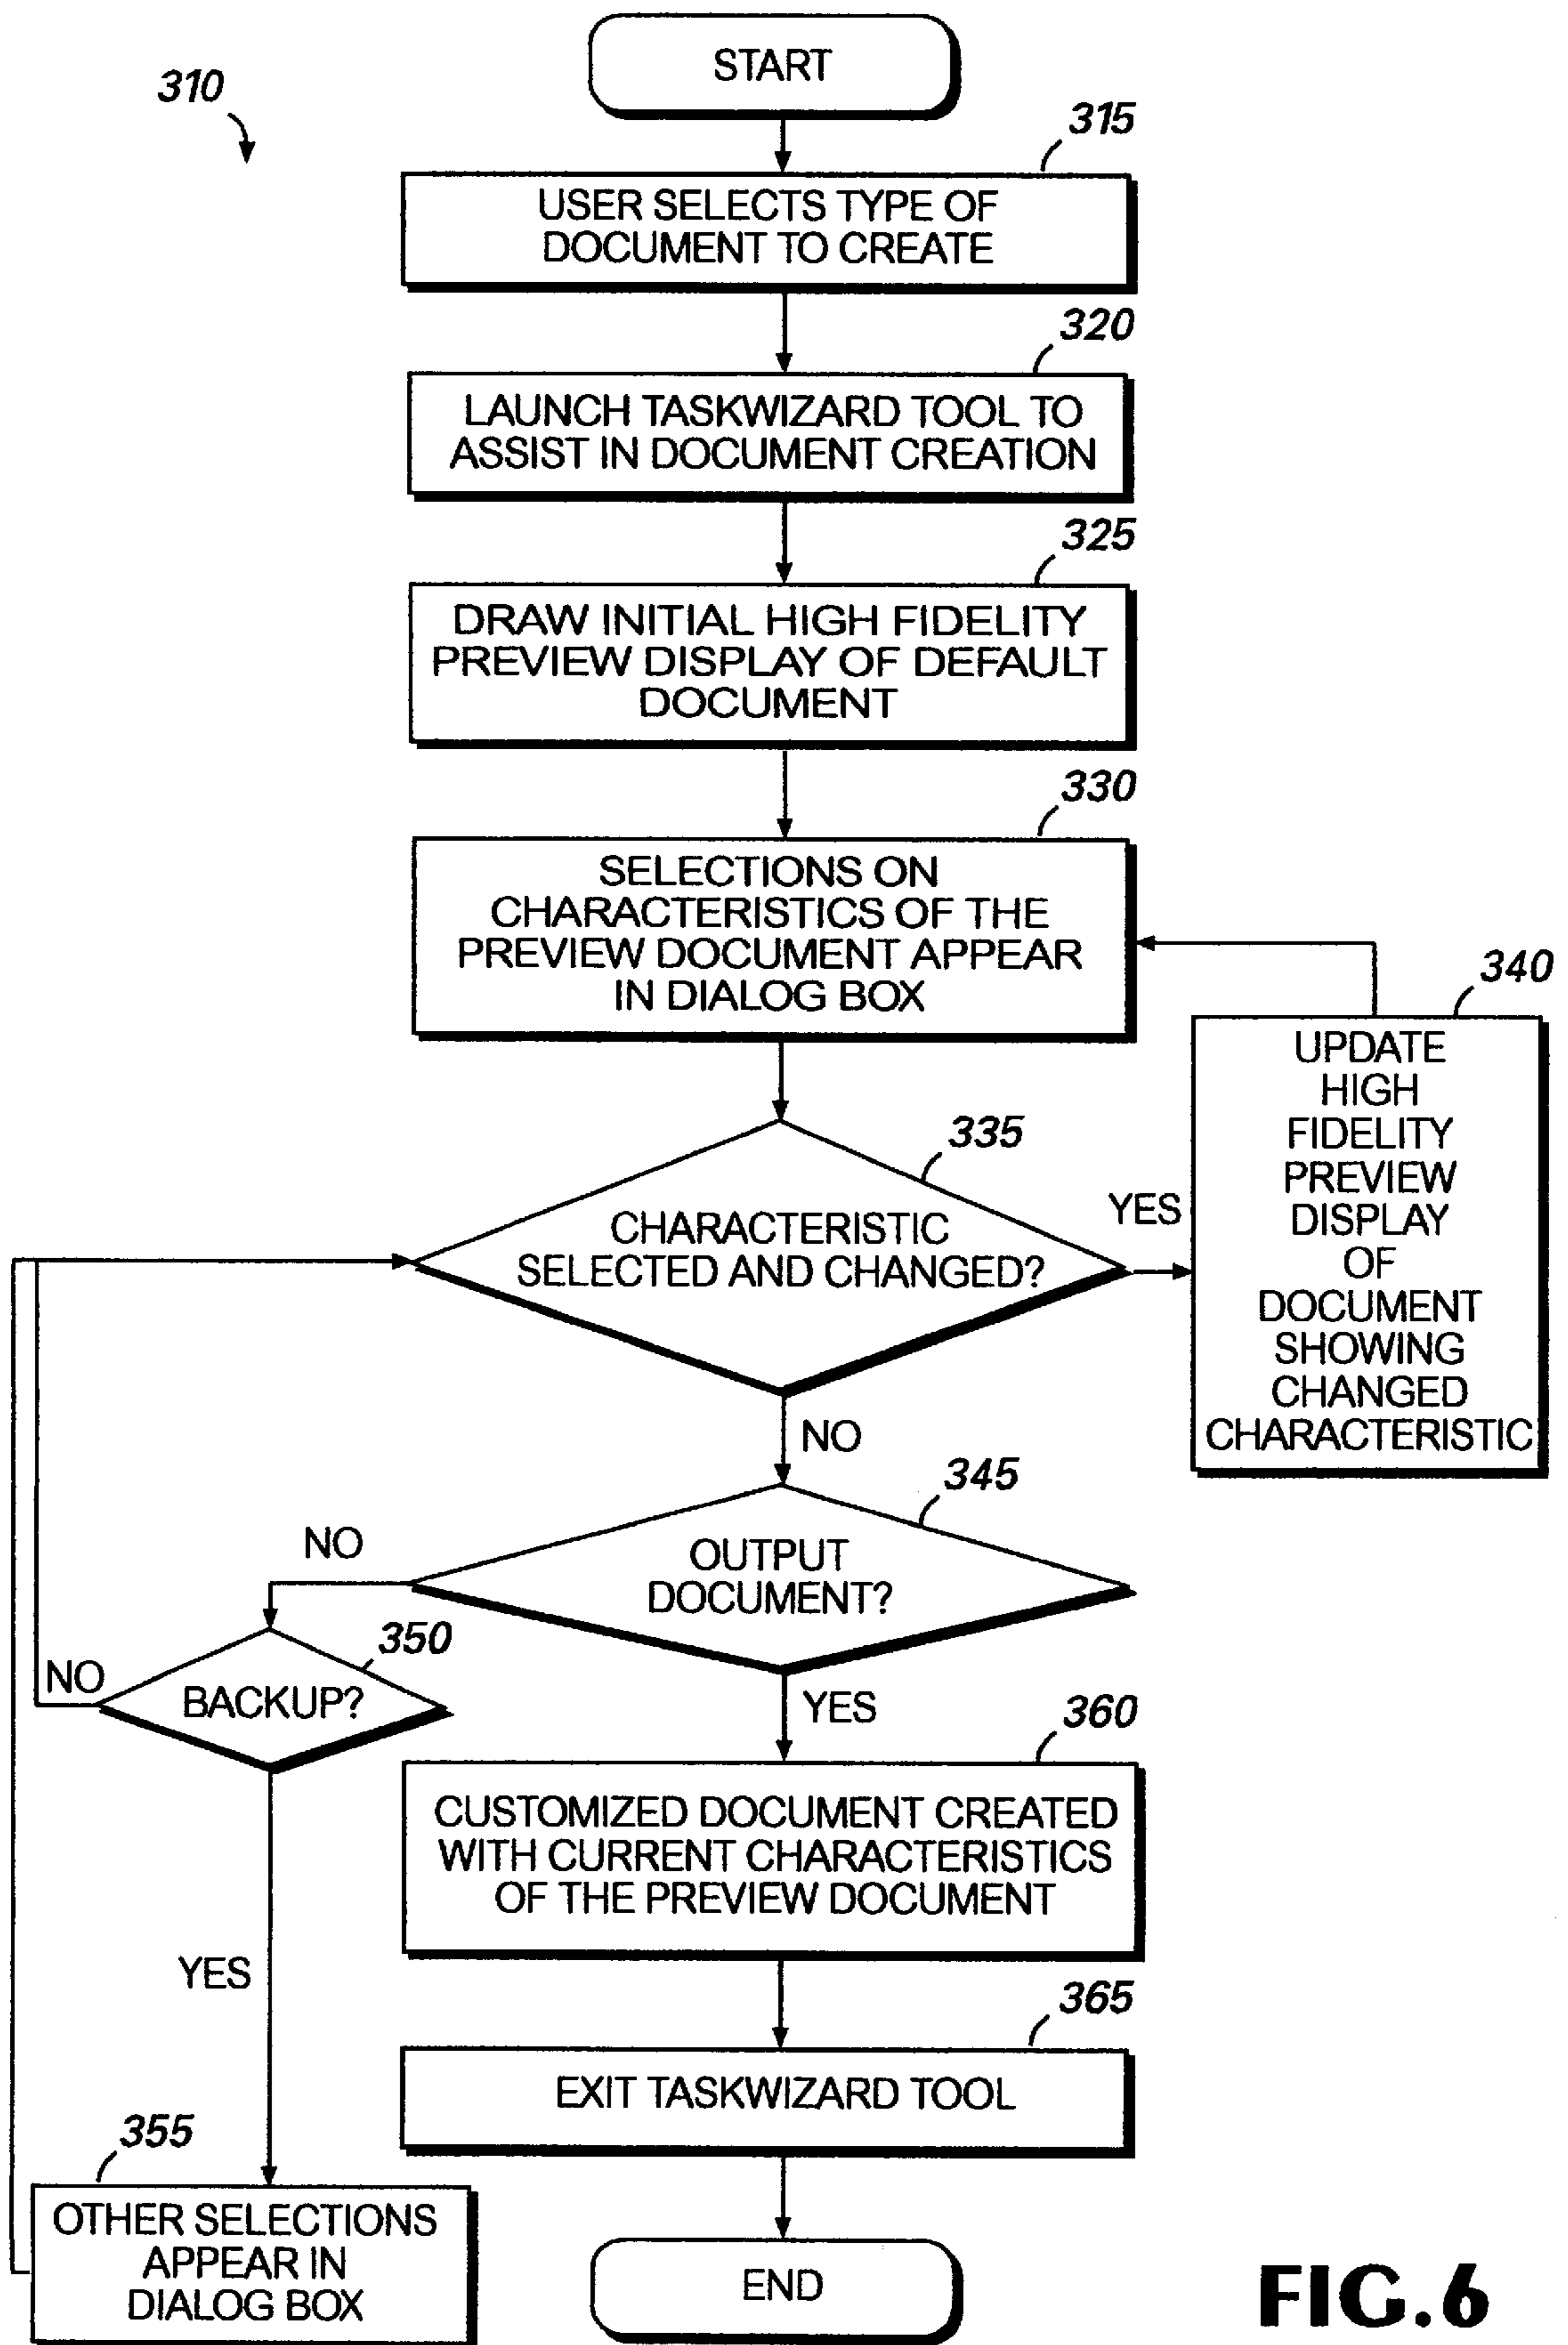 START
310
315
USER SELECTS TYPE OF
DOCUMENT TO CREATE
320
LAUNCH TASKWIZARD TOOL TO
ASSIST IN DOCUMENT CREATION
325
DRAW INITIAL HIGH FIDELITY
PREVIEW DISPLAY OF DEFAULT
DOCUMENT
330
SELECTIONS ON
CHARACTERISTICS OF THE
PREVIEW DOCUMENT APPEAR
IN DIALOG BOX
335
CHARACTERISTIC
SELECTED AND CHANGED?
YES
340
UPDATE
HIGH
FIDELITY
PREVIEW
DISPLAY
OF
DOCUMENT
SHOWING
CHANGED
CHARACTERISTIC
NO
345
OUTPUT
DOCUMENT?
NO
350
BACKUP?
NO
YES
355
OTHER SELECTIONS
APPEAR IN
DIALOG BOX
YES
360
CUSTOMIZED DOCUMENT CREATED
WITH CURRENT CHARACTERISTICS
OF THE PREVIEW DOCUMENT
365
EXIT TASKWIZARD TOOL
END
FIG.6